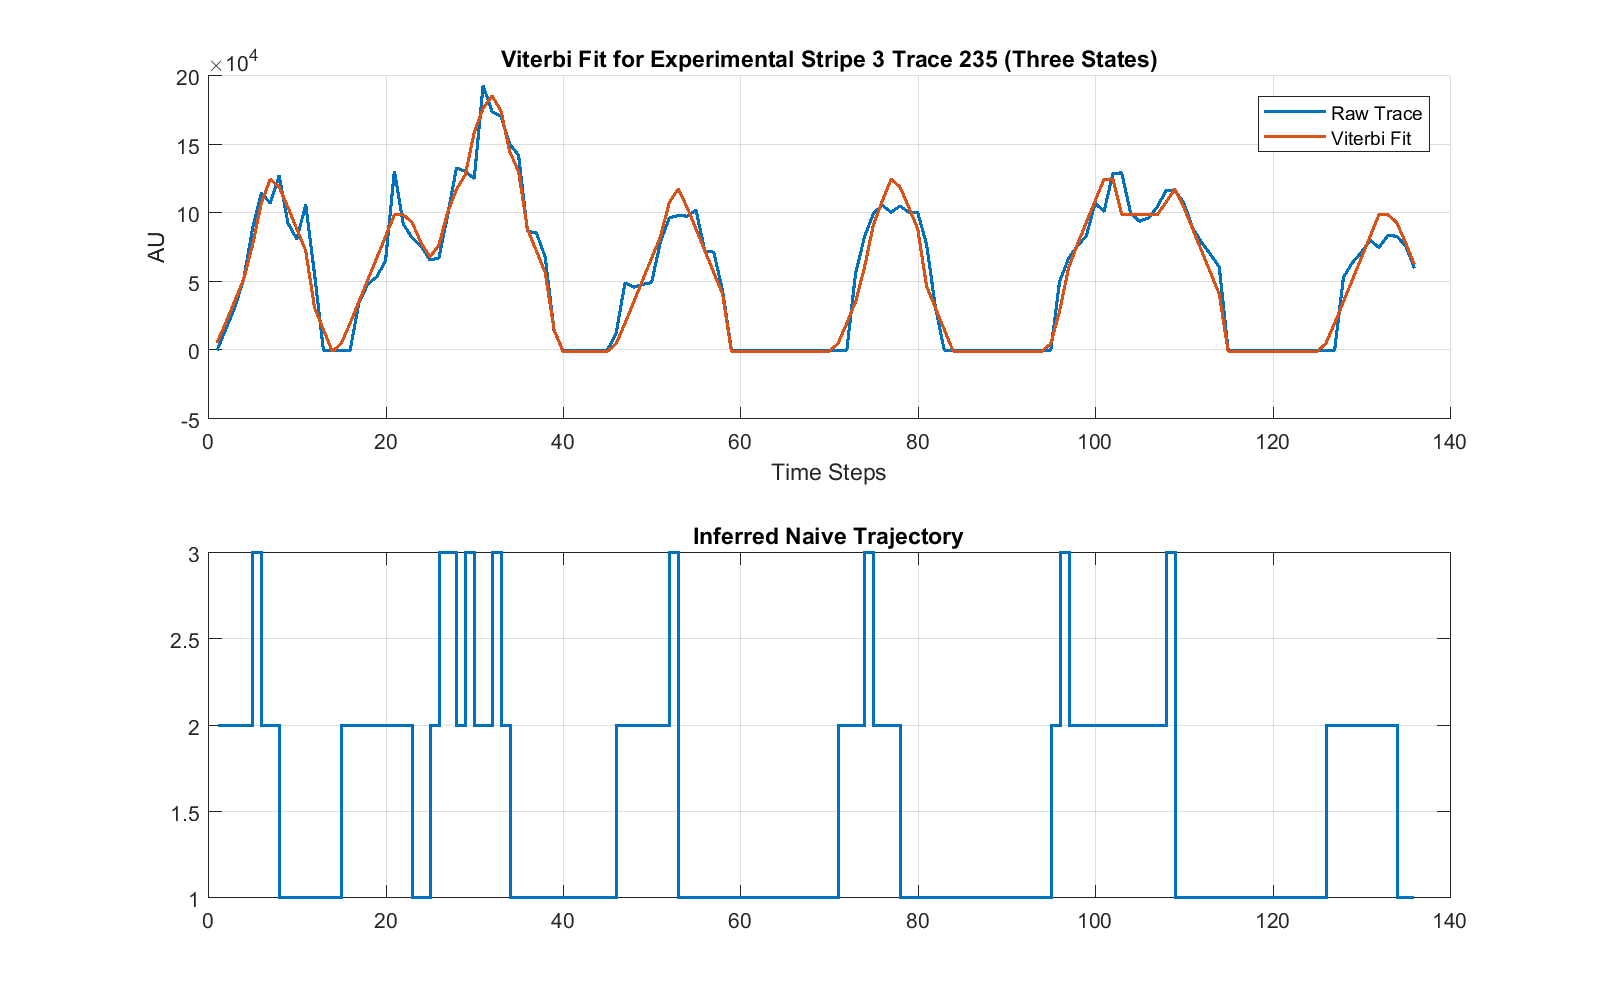 Viterbi Fit for Experimental Stripe 3 Trace 235 (Three States)
×10⁴
20
15
10
5
0
-5
AU
Raw Trace
Viterbi Fit
0 20 40 60 80 100 120 140
Time Steps
Inferred Naive Trajectory
3
2.5
2
1.5
1
0 20 40 60 80 100 120 140